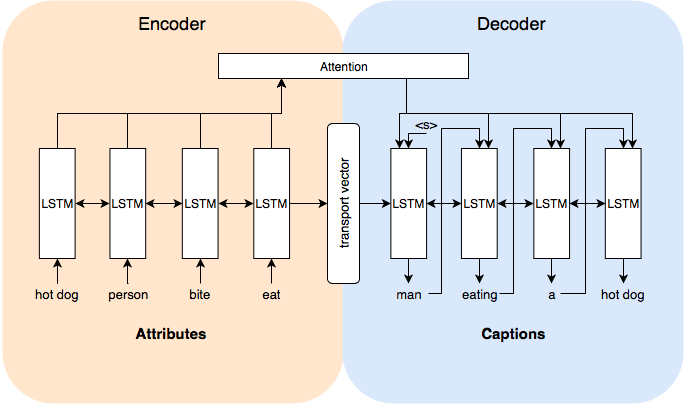 Encoder
Decoder
Attention
<s>
LSTM LSTM LSTM LSTM
transport vector
LSTM LSTM LSTM LSTM
hot dog person bite eat
man eating a hot dog
Attributes
Captions